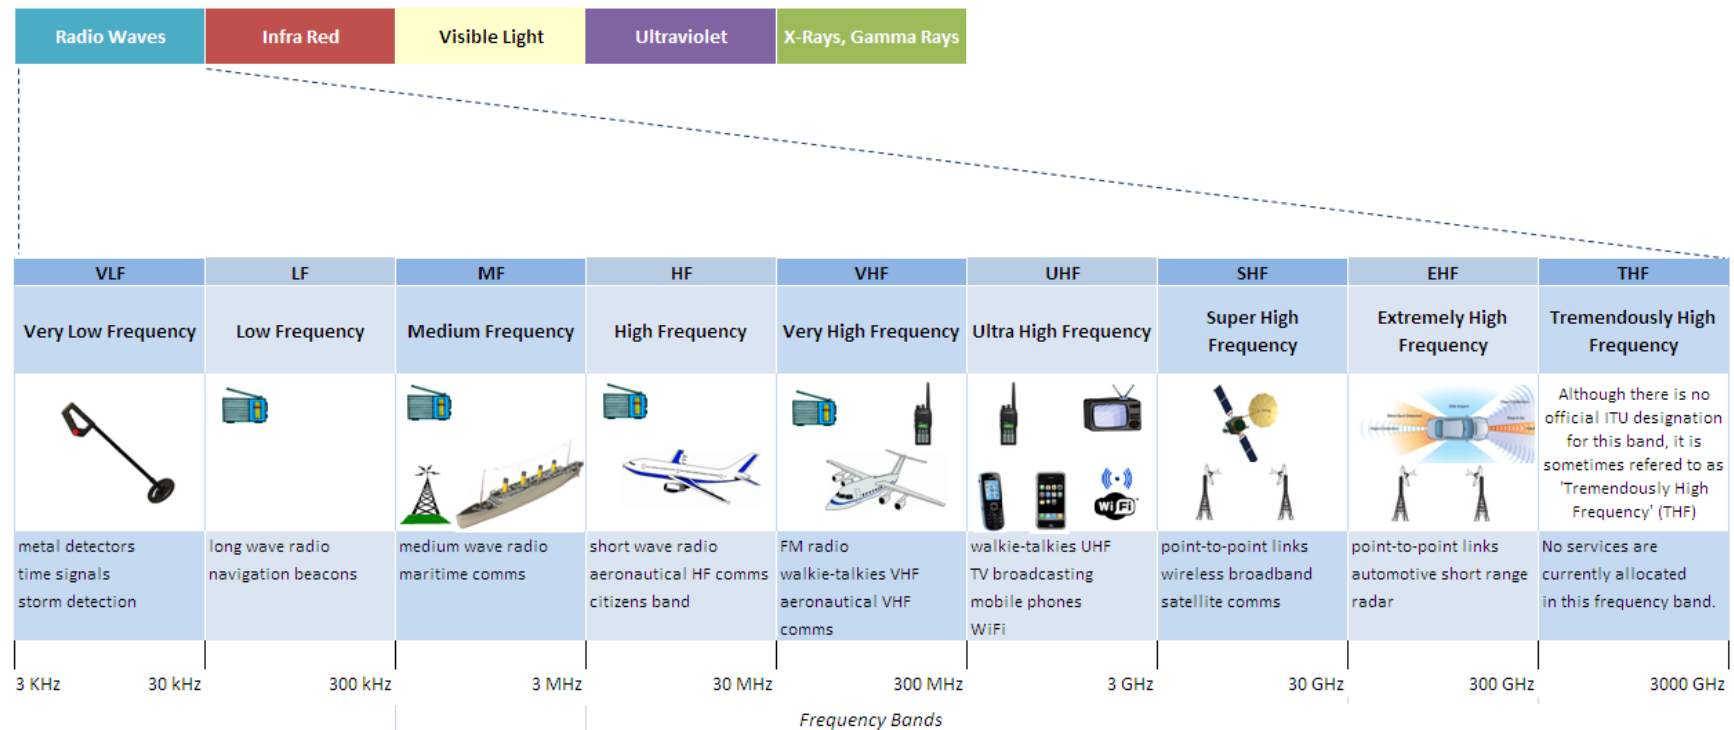 Radio Waves
Infra Red
Visible Light
Ultraviolet
X-Rays, Gamma Rays
VLF
LF
MF
HF
VHF
UHF
SHF
EHF
THF
Very Low Frequency
Low Frequency
Medium Frequency
High Frequency
Very High Frequency
Ultra High Frequency
Super High
Frequency
Extremely High
Frequency
Tremendously High
Frequency
WiFi
Although there is no
official ITU designation
for this band, it is
sometimes refered to as
'Tremendously High
Frequency' (THF)
metal detectors
time signals
storm detection
long wave radio
navigation beacons
medium wave radio
maritime comms
short wave radio
aeronautical HF comms
citizens band
FM radio
walkie-talkies VHF
aeronautical VHF
comms
walkie-talkies UHF
TV broadcasting
mobile phones
WiFi
point-to-point links
wireless broadband
satellite comms
point-to-point links
automotive short range
radar
No services are
currently allocated
in this frequency band.
3 KHz
30 kHz
300 kHz
3 MHz
30 MHz
300 MHz
3 GHz
30 GHz
300 GHz
3000 GHz
Frequency Bands